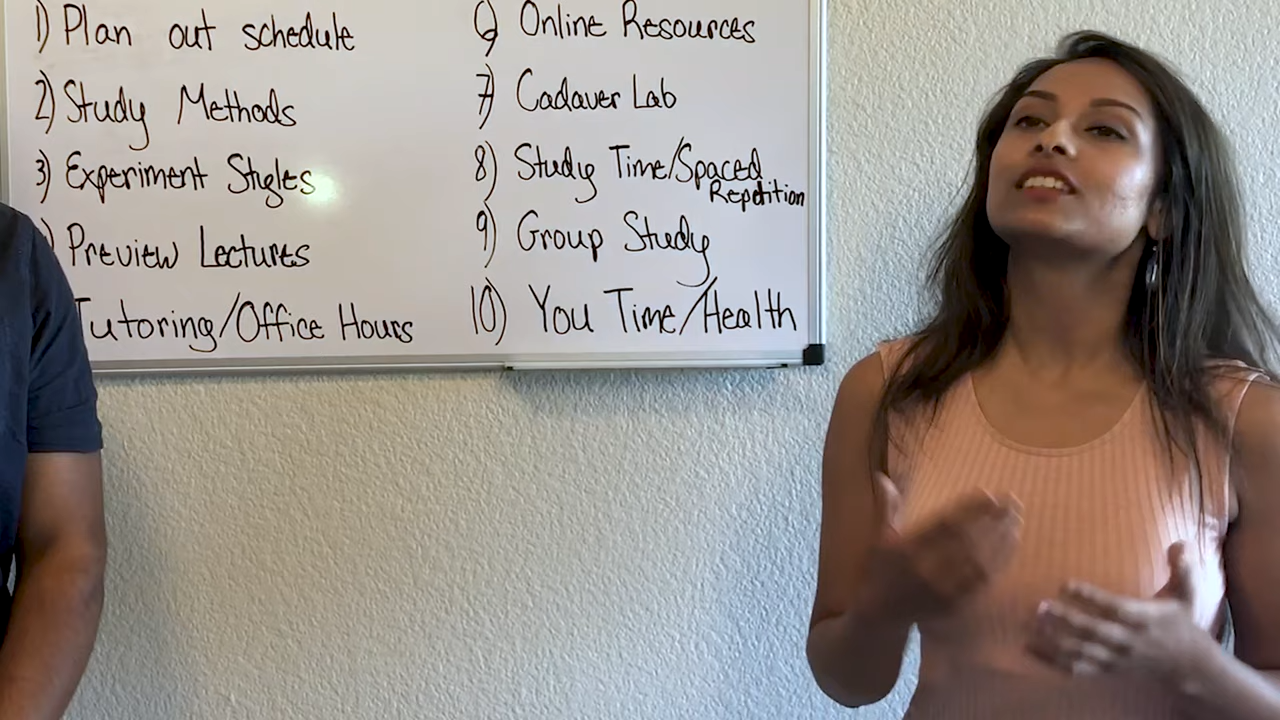 1) Plan out schedule
2) Study Methods
3) Experiment Styles
) Preview Lectures
Tutoring/Office Hours
6) Online Resources
7) Cadaver Lab
8) Study Time/Spaced
Repetition
9) Group Study
10) You Time/Health